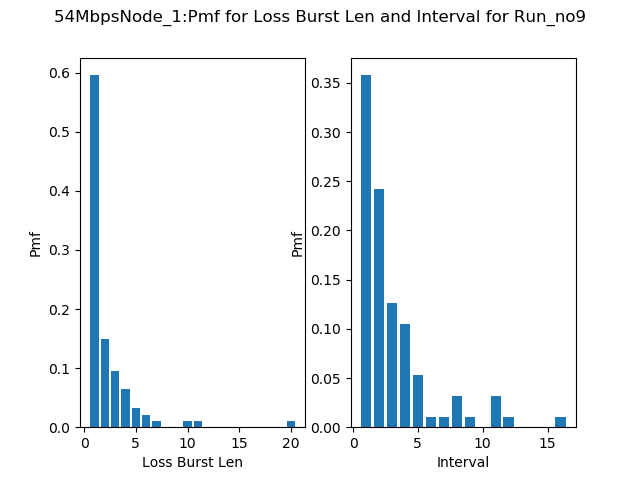 54MbpsNode_1:Pmf for Loss Burst Len and Interval for Run_no9
0.6
0.5
0.4
0.3
0.2
0.1
0.0
Pmf
0 5 10 15 20
Loss Burst Len
0.35
0.30
0.25
0.20
0.15
0.10
0.05
0.00
Pmf
0 5 10 15
Interval